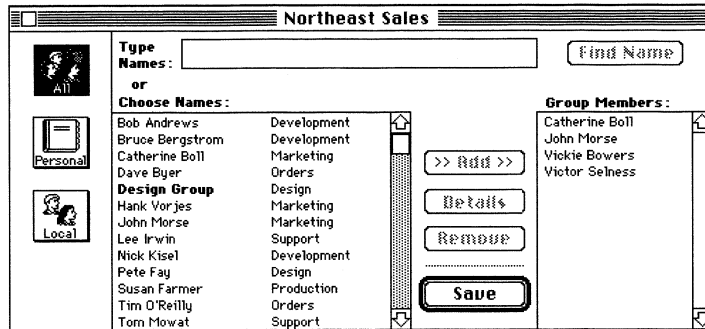 Northeast Sales
All
Personal
Local
Type
Names:
Find Name
or
Choose Names:
Bob Andrews Development
Bruce Bergstrom Development
Catherine Boll Marketing
Dave Byer Orders
Design Group Design
Hank Vorjes Marketing
John Morse Marketing
Lee Irwin Support
Nick Kisel Development
Pete Fay Design
Susan Farmer Production
Tim O'Reilly Orders
Tom Mowat Support
>> Add >>
Details
Remove
Save
Group Members:
Catherine Boll
John Morse
Vickie Bowers
Victor Selness